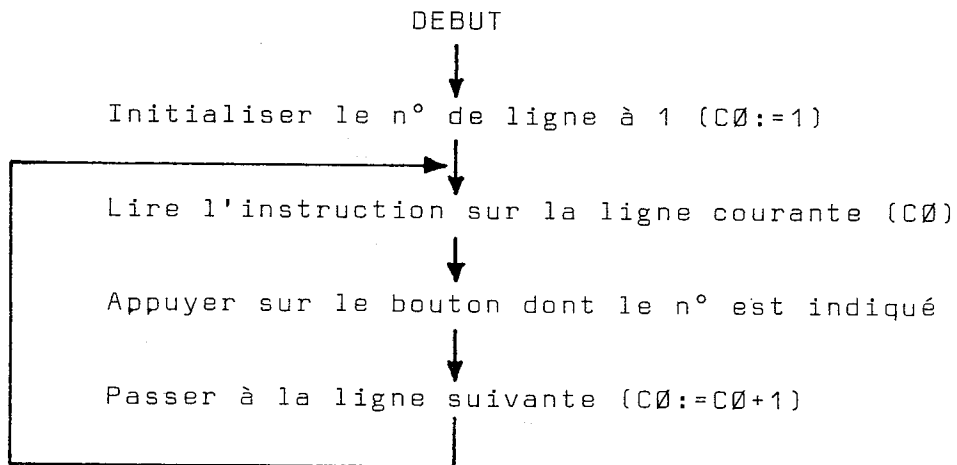 DEBUT
Initialiser le n° de ligne à 1 (CØ:=1)
Lire l'instruction sur la ligne courante (CØ)
Appuyer sur le bouton dont le n° est indiqué
Passer à la ligne suivante (CØ:=CØ+1)